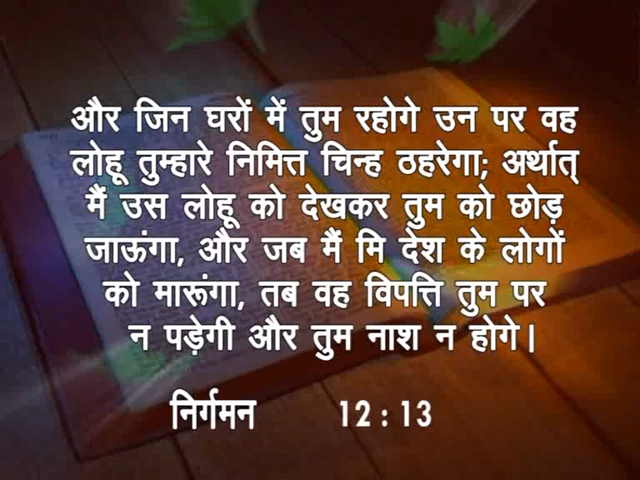 और जिन घरों में तुम रहोगे उन पर वह
लोहू तुम्हारे निमित्त चिन्ह ठहरेगा; अर्थात्
मैं उस लोहू को देखकर तुम को छोड़
जाऊंगा, और जब मैं मि देश के लोगों
को मारूंगा, तब वह विपत्ति तुम पर
न पड़ेगी और तुम नाश न होगे।
निर्गमन 12 : 13